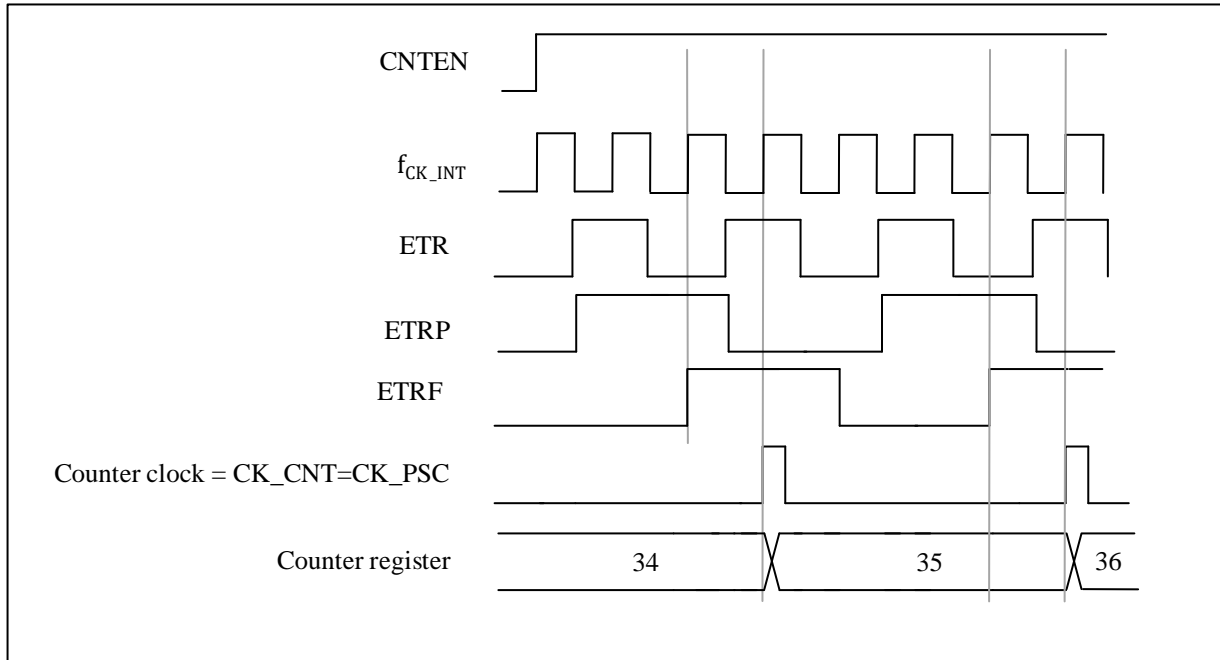 CNTEN
fCK_INT
ETR
ETRP
ETRF
Counter clock = CK_CNT=CK_PSC
Counter register
34
35
36